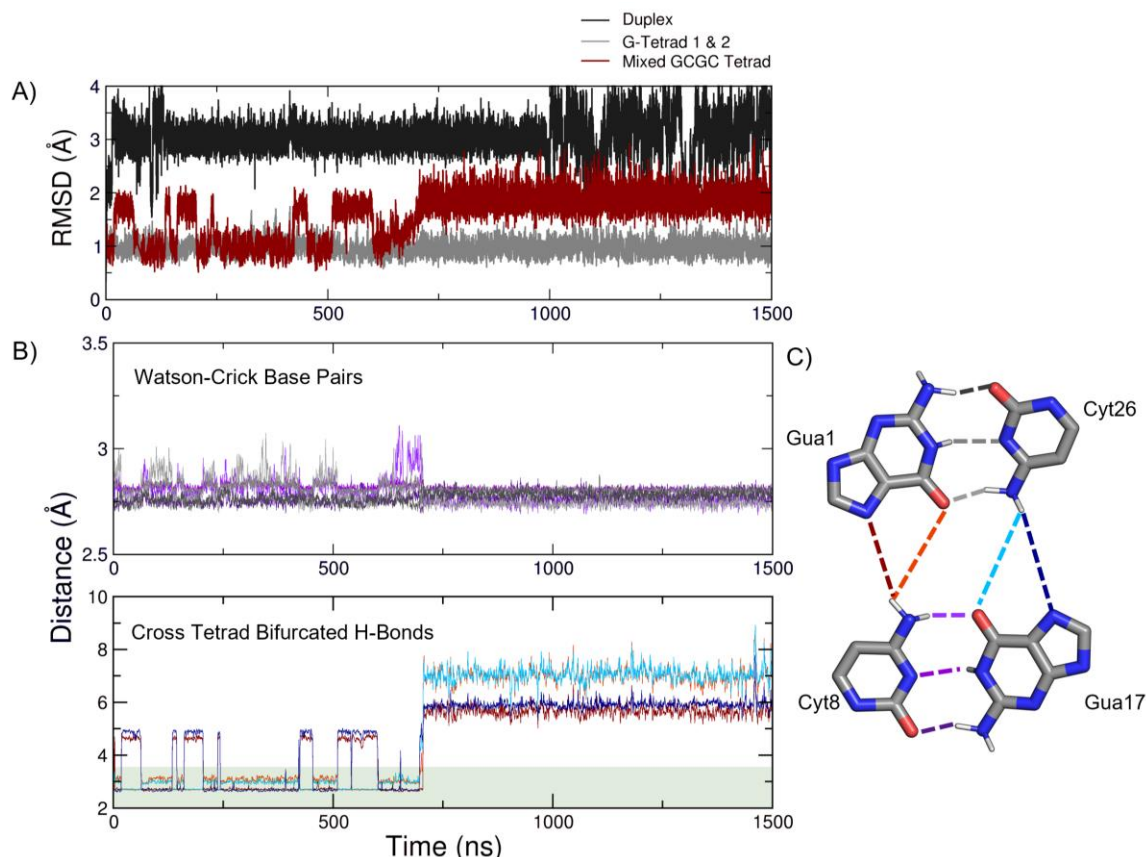 Duplex
G-Tetrad 1 & 2
Mixed GCGC Tetrad
A)
RMSD (Å)
4
3
2
1
0
0 500 1000 1500
B)
Distance (Å)
3.5
3
2.5
Watson-Crick Base Pairs
0 500 1000 1500
10
8
6
4
2
Cross Tetrad Bifurcated H-Bonds
0 500 1000 1500
Time (ns)
C)
Gua1
Cyt26
Cyt8
Gua17